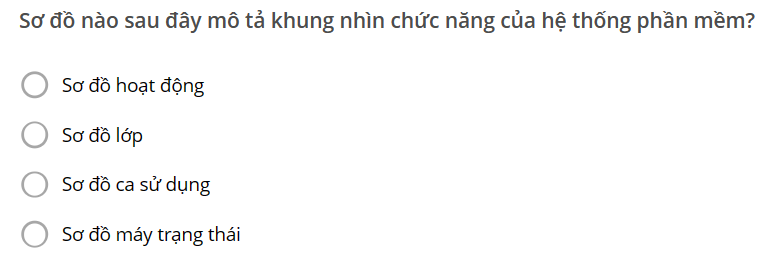 Sơ đồ nào sau đây mô tả khung nhìn chức năng của hệ thống phần mềm?
Sơ đồ hoạt động
Sơ đồ lớp
Sơ đồ ca sử dụng
Sơ đồ máy trạng thái